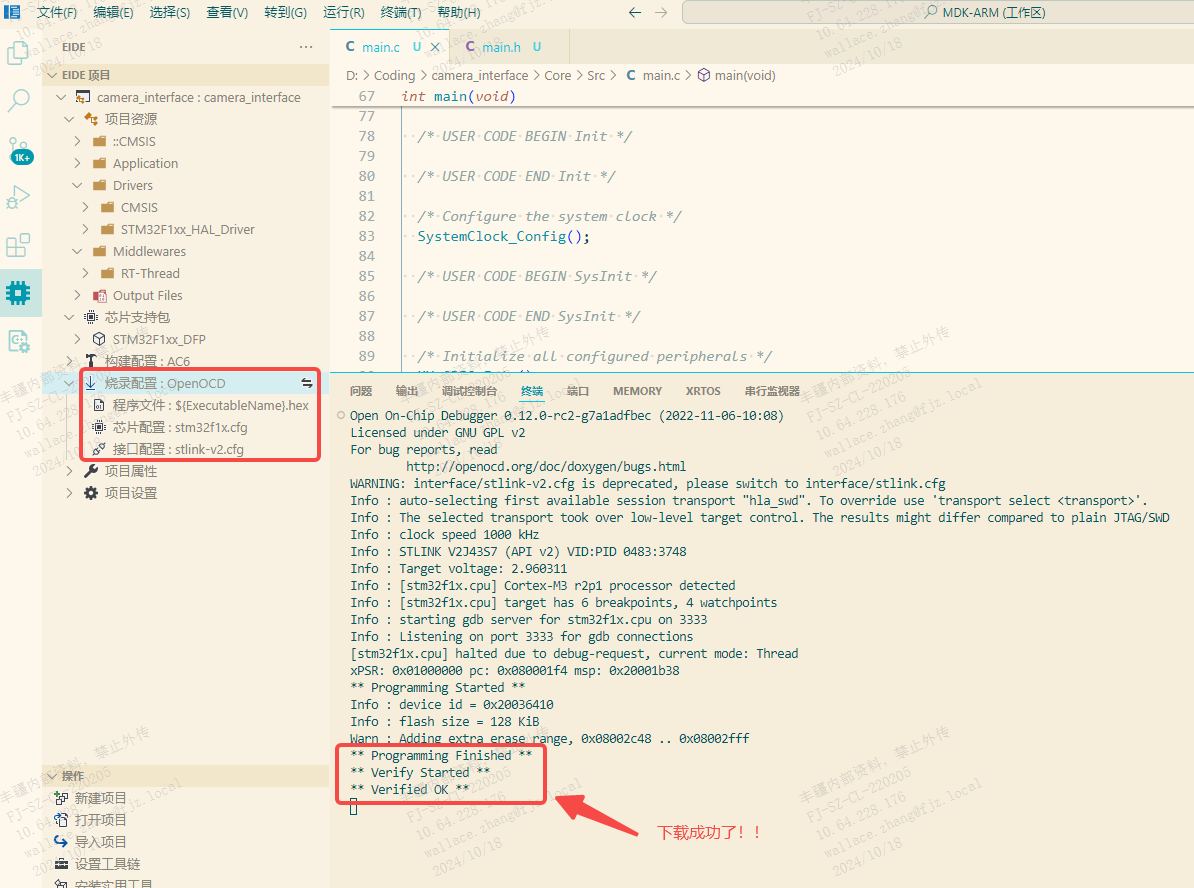 文件(F) 编辑(E) 选择(S) 查看(V) 转到(G) 运行(R) 终端(T) 帮助(H)
MDK-ARM (工作区)
EIDE
EIDE 项目
camera_interface : camera_interface
项目资源
::CMSIS
Application
Drivers
CMSIS
STM32F1xx_HAL_Driver
Middlewares
RT-Thread
Output Files
芯片支持包
STM32F1xx_DFP
构建配置 : AC6
烧录配置 : OpenOCD
程序文件 : ${ExecutableName}.hex
芯片配置 : stm32f1x.cfg
接口配置 : stlink-v2.cfg
项目属性
项目设置
1K+
操作
新建项目
打开项目
导入项目
设置工具链
安装实用工具
C main.c U
C main.h U
D: > Coding > camera_interface > Core > Src > C main.c > main(void)
67 int main(void)
77
78 /* USER CODE BEGIN Init */
79
80 /* USER CODE END Init */
81
82 /* Configure the system clock */
83 SystemClock_Config();
84
85 /* USER CODE BEGIN SysInit */
86
87 /* USER CODE END SysInit */
88
89 /* Initialize all configured peripherals */
问题 输出 调试控制台 终端 端口 MEMORY XRTOS 串行监视器
Open On-Chip Debugger 0.12.0-rc2-g7a1adfbec (2022-11-06-10:08)
Licensed under GNU GPL v2
For bug reports, read
http://openocd.org/doc/doxygen/bugs.html
WARNING: interface/stlink-v2.cfg is deprecated, please switch to interface/stlink.cfg
Info : auto-selecting first available session transport "hla_swd". To override use 'transport select <transport>'.
Info : The selected transport took over low-level target control. The results might differ compared to plain JTAG/SWD
Info : clock speed 1000 kHz
Info : STLINK V2J43S7 (API v2) VID:PID 0483:3748
Info : Target voltage: 2.960311
Info : [stm32f1x.cpu] Cortex-M3 r2p1 processor detected
Info : [stm32f1x.cpu] target has 6 breakpoints, 4 watchpoints
Info : starting gdb server for stm32f1x.cpu on 3333
Info : Listening on port 3333 for gdb connections
[stm32f1x.cpu] halted due to debug-request, current mode: Thread
xPSR: 0x01000000 pc: 0x080001f4 msp: 0x20001b38
** Programming Started **
Info : device id = 0x20036410
Info : flash size = 128 KiB
Warn : Adding extra erase range, 0x08002c48 .. 0x08002fff
** Programming Finished **
** Verify Started **
** Verified OK **
下载成功了！！
丰疆内部资料，禁止外传
FJ-SZ-CL-220205
10.64.228.176
wallace.zhang@fjz.local
2024/10/18